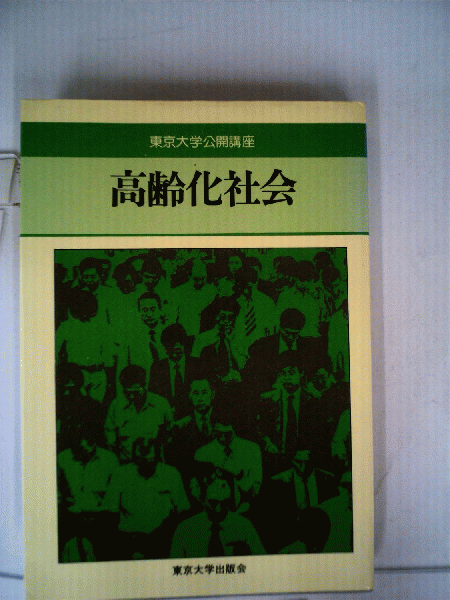 東京大学公開講座
高齢化社会
東京大学出版会